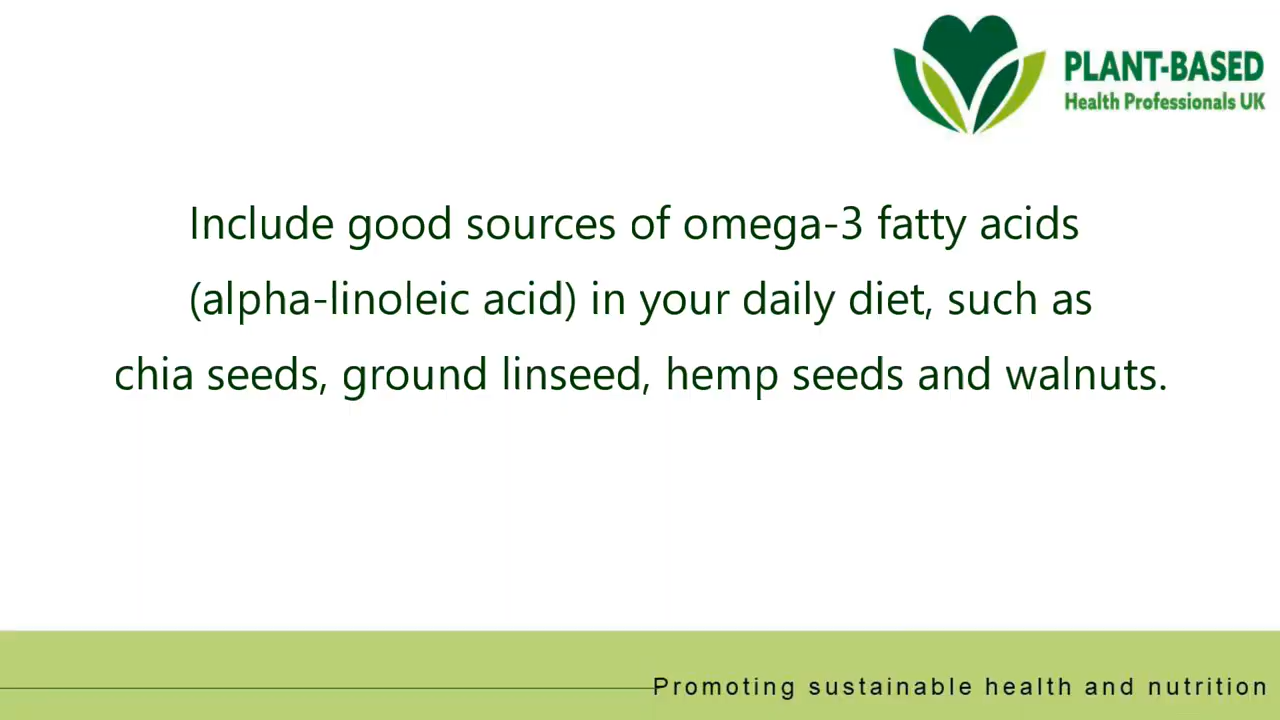 PLANT-BASED
Health Professionals UK
Include good sources of omega-3 fatty acids
(alpha-linoleic acid) in your daily diet, such as
chia seeds, ground linseed, hemp seeds and walnuts.
Promoting sustainable health and nutrition